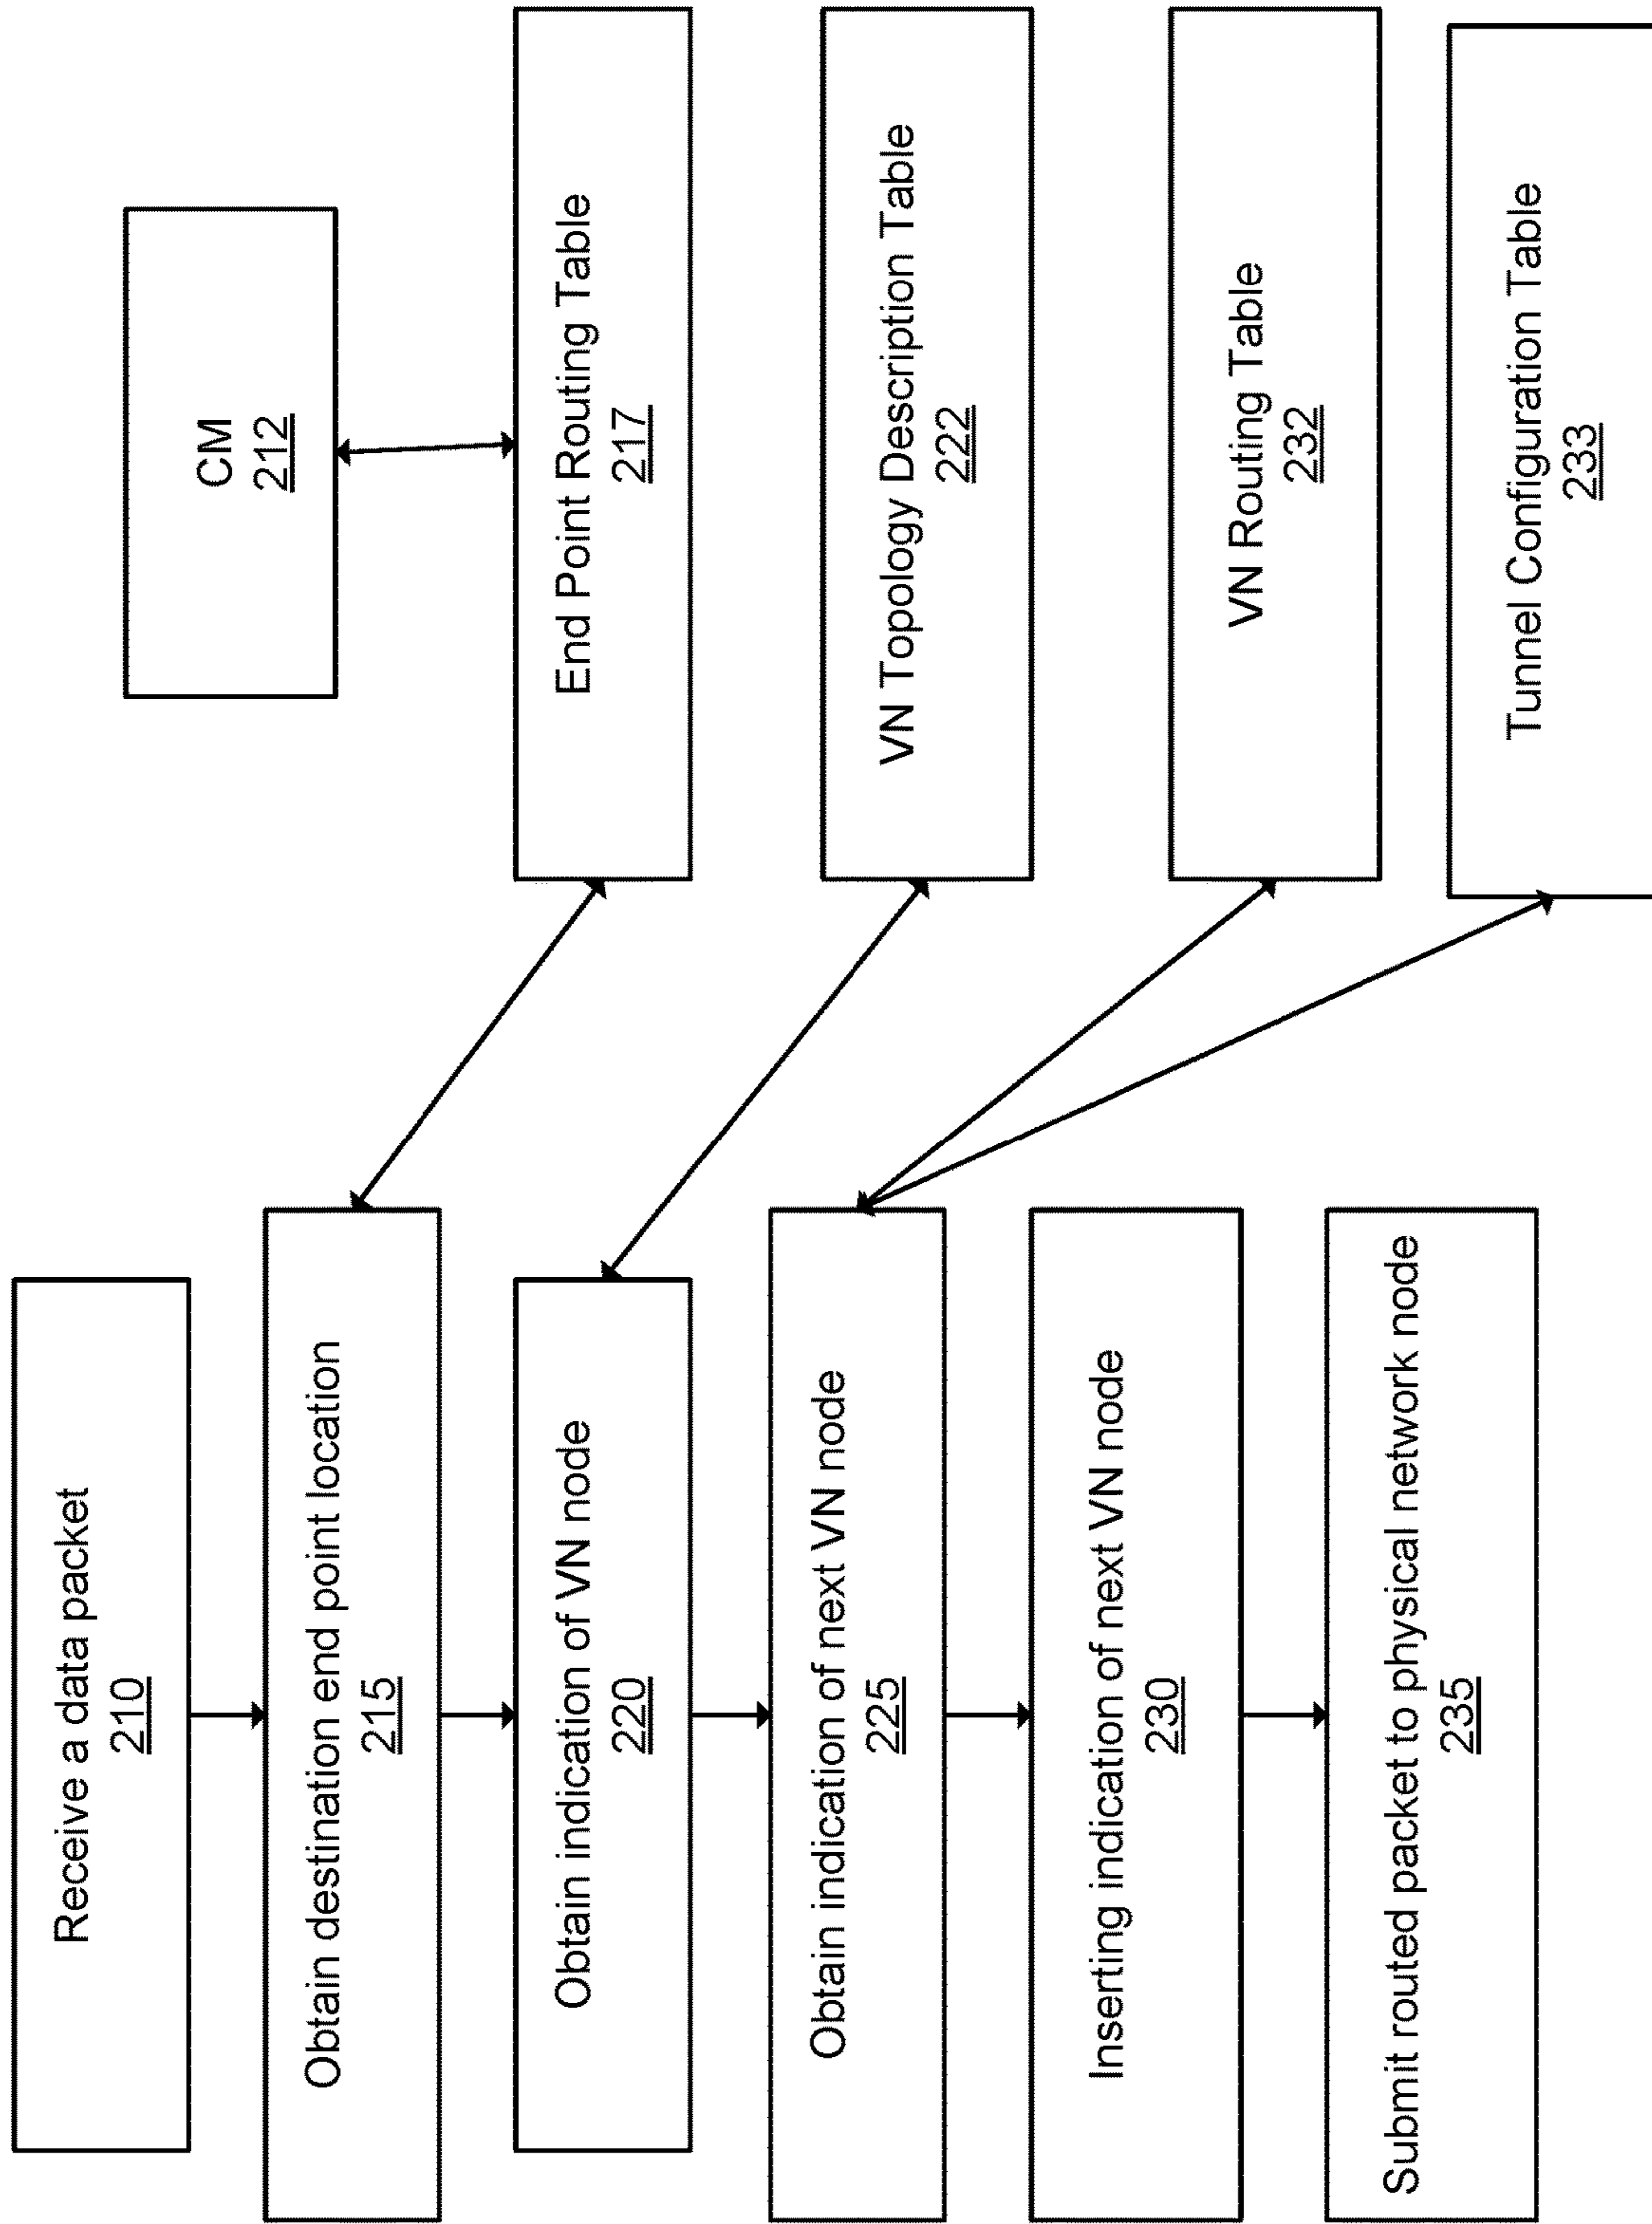 Receive a data packet
210
Obtain destination end point location
215
Obtain indication of VN node
220
Obtain indication of next VN node
225
Inserting indication of next VN node
230
Submit routed packet to physical network node
235
CM
212
End Point Routing Table
217
VN Topology Description Table
222
VN Routing Table
232
Tunnel Configuration Table
233